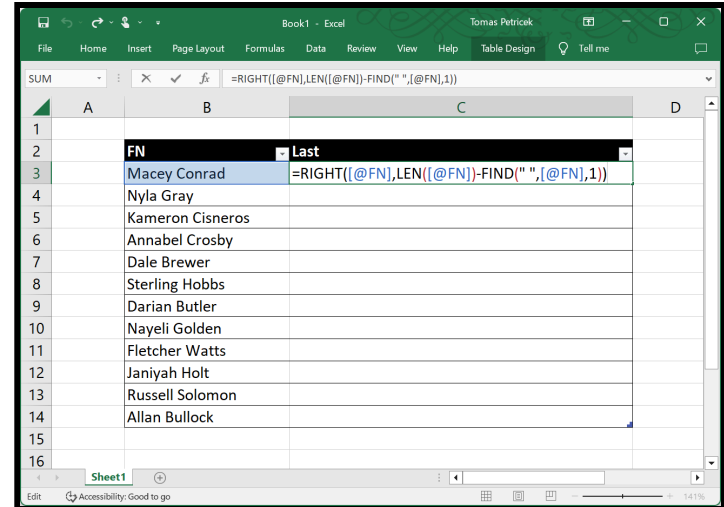 Book1 - Excel
Tomas Petricek
File Home Insert Page Layout Formulas Data Review View Help Table Design Tell me
SUM fx =RIGHT([@FN],LEN([@FN])-FIND(" ",[@FN],1))
A B C D
1
2 FN Last
3 Macey Conrad =RIGHT([@FN],LEN([@FN])-FIND(" ",[@FN],1))
4 Nyla Gray
5 Kameron Cisneros
6 Annabel Crosby
7 Dale Brewer
8 Sterling Hobbs
9 Darian Butler
10 Nayeli Golden
11 Fletcher Watts
12 Janiyah Holt
13 Russell Solomon
14 Allan Bullock
15
16
Sheet1
Edit Accessibility: Good to go 141%